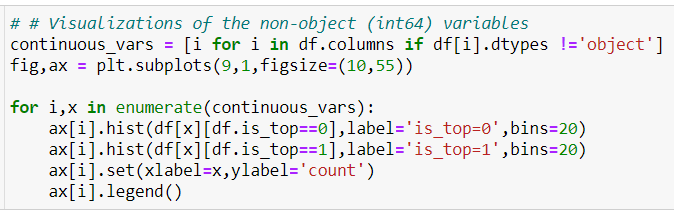 # # Visualizations of the non-object (int64) variables
continuous_vars = [i for i in df.columns if df[i].dtypes !='object']
fig,ax = plt.subplots(9,1,figsize=(10,55))

for i,x in enumerate(continuous_vars):
    ax[i].hist(df[x][df.is_top==0],label='is_top=0',bins=20)
    ax[i].hist(df[x][df.is_top==1],label='is_top=1',bins=20)
    ax[i].set(xlabel=x,ylabel='count')
    ax[i].legend()